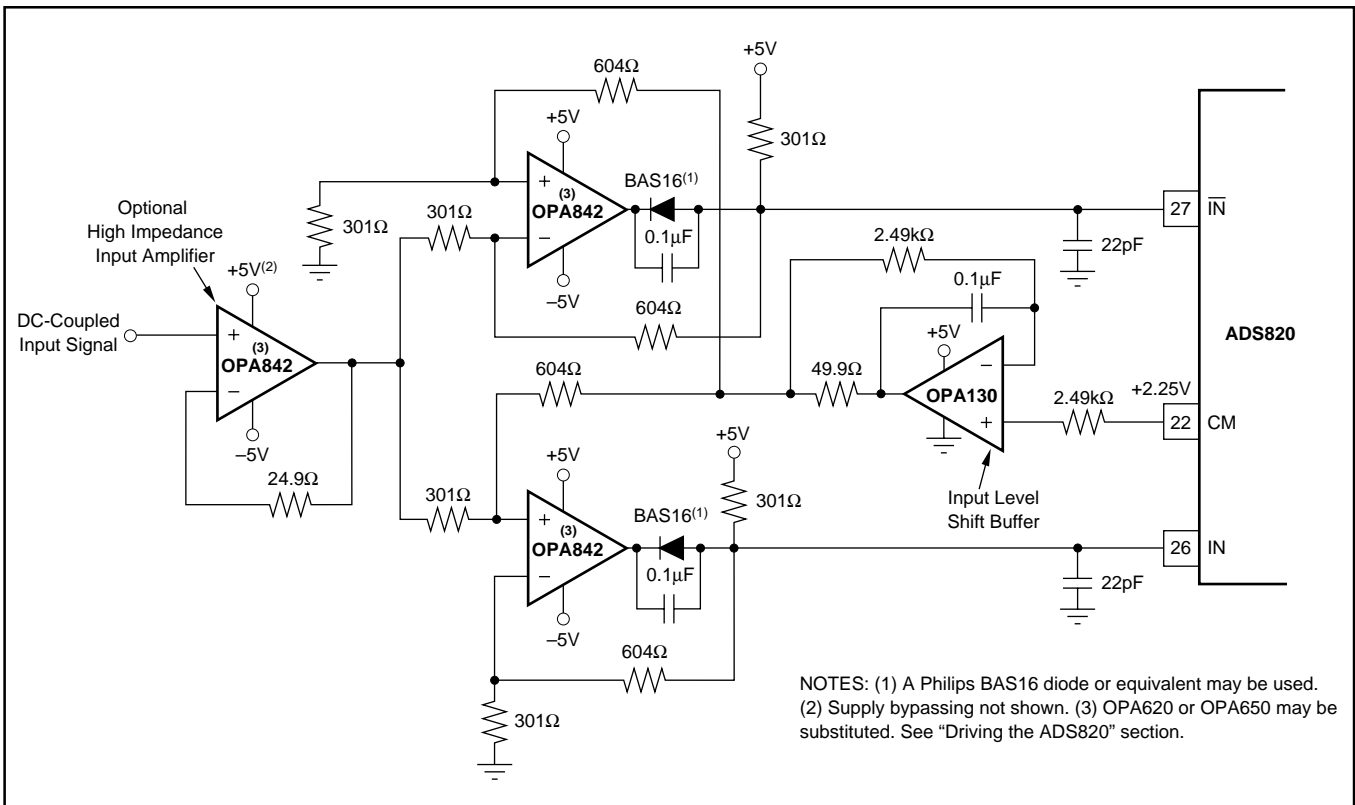 +5V
604Ω
+5V
301Ω
BAS16(1)
+
(3)
OPA842
–
27
IN
Optional
High Impedance
Input Amplifier
301Ω
301Ω
0.1µF
22pF
2.49kΩ
+5V(2)
–5V
0.1µF
DC-Coupled
Input Signal
+
(3)
OPA842
–
604Ω
+5V
ADS820
–
604Ω
49.9Ω
OPA130
+
2.49kΩ
+2.25V
22
CM
–5V
+5V
+5V
24.9Ω
301Ω
301Ω
Input Level
Shift Buffer
BAS16(1)
+
(3)
OPA842
–
26
IN
0.1µF
22pF
–5V
604Ω
301Ω
NOTES: (1) A Philips BAS16 diode or equivalent may be used.
(2) Supply bypassing not shown. (3) OPA620 or OPA650 may be
substituted. See “Driving the ADS820” section.